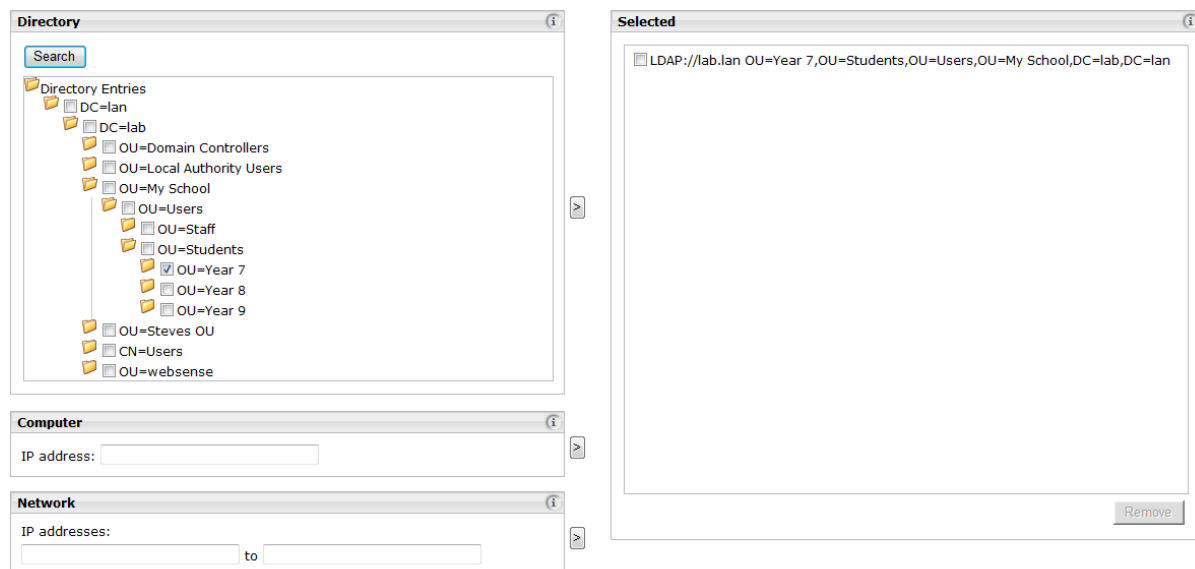 Directory
Search
Directory Entries
DC=lan
DC=lab
OU=Domain Controllers
OU=Local Authority Users
OU=My School
OU=Users
OU=Staff
OU=Students
OU=Year 7
OU=Year 8
OU=Year 9
OU=Steves OU
CN=Users
OU=websense
Computer
IP address:
Network
IP addresses:
to
>
>
>
Selected
LDAP://lab.lan OU=Year 7,OU=Students,OU=Users,OU=My School,DC=lab,DC=lan
Remove